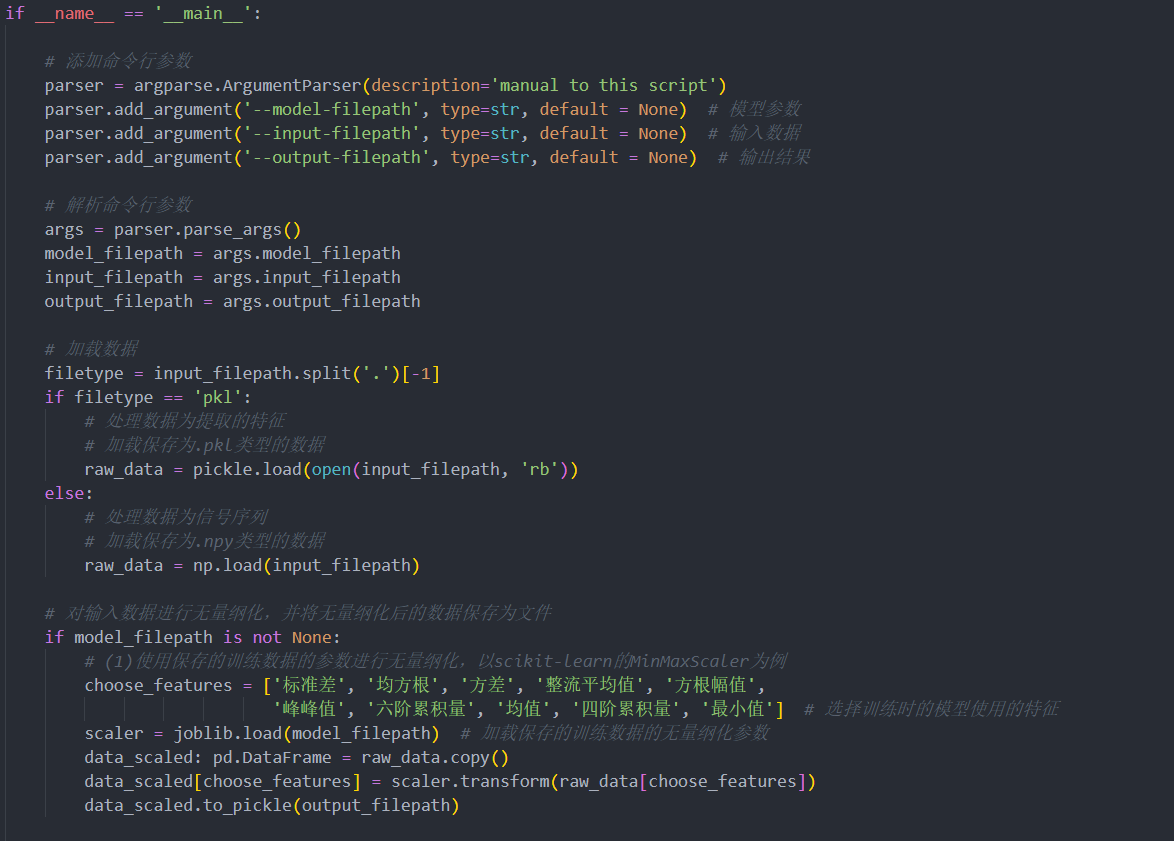 if __name__ == '__main__':
# 添加命令行参数
parser = argparse.ArgumentParser(description='manual to this script')
parser.add_argument('--model-filepath', type=str, default = None)  # 模型参数
parser.add_argument('--input-filepath', type=str, default = None)  # 输入数据
parser.add_argument('--output-filepath', type=str, default = None)  # 输出结果
# 解析命令行参数
args = parser.parse_args()
model_filepath = args.model_filepath
input_filepath = args.input_filepath
output_filepath = args.output_filepath
# 加载数据
filetype = input_filepath.split('.')[-1]
if filetype == 'pkl':
# 处理数据为提取的特征
# 加载保存为.pkl类型的数据
raw_data = pickle.load(open(input_filepath, 'rb'))
else:
# 处理数据为信号序列
# 加载保存为.npy类型的数据
raw_data = np.load(input_filepath)
# 对输入数据进行无量纲化，并将无量纲化后的数据保存为文件
if model_filepath is not None:
# (1)使用保存的训练数据的参数进行无量纲化，以scikit-learn的MinMaxScaler为例
choose_features = ['标准差', '均方根', '方差', '整流平均值', '方根幅值',
'峰峰值', '六阶累积量', '均值', '四阶累积量', '最小值']  # 选择训练时的模型使用的特征
scaler = joblib.load(model_filepath)  # 加载保存的训练数据的无量纲化参数
data_scaled: pd.DataFrame = raw_data.copy()
data_scaled[choose_features] = scaler.transform(raw_data[choose_features])
data_scaled.to_pickle(output_filepath)